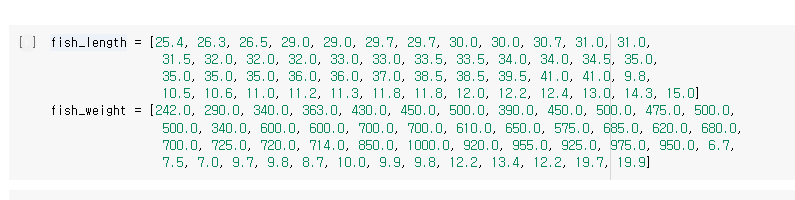 [ ] fish_length = [25.4, 26.3, 26.5, 29.0, 29.0, 29.7, 29.7, 30.0, 30.0, 30.7, 31.0, 31.0,
31.5, 32.0, 32.0, 32.0, 33.0, 33.0, 33.5, 33.5, 34.0, 34.0, 34.5, 35.0,
35.0, 35.0, 35.0, 36.0, 36.0, 37.0, 38.5, 38.5, 39.5, 41.0, 41.0, 9.8,
10.5, 10.6, 11.0, 11.2, 11.3, 11.8, 11.8, 12.0, 12.2, 12.4, 13.0, 14.3, 15.0]
fish_weight = [242.0, 290.0, 340.0, 363.0, 430.0, 450.0, 500.0, 390.0, 450.0, 500.0, 475.0, 500.0,
500.0, 340.0, 600.0, 600.0, 700.0, 700.0, 610.0, 650.0, 575.0, 685.0, 620.0, 680.0,
700.0, 725.0, 720.0, 714.0, 850.0, 1000.0, 920.0, 955.0, 925.0, 975.0, 950.0, 6.7,
7.5, 7.0, 9.7, 9.8, 8.7, 10.0, 9.9, 9.8, 12.2, 13.4, 12.2, 19.7, 19.9]